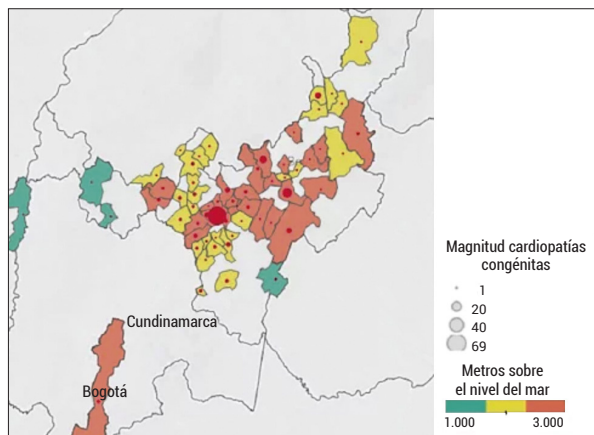 Cundinamarca
Bogotá
Magnitud cardiopatías
congénitas
1
20
40
69
Metros sobre
el nivel del mar
1.000 3.000